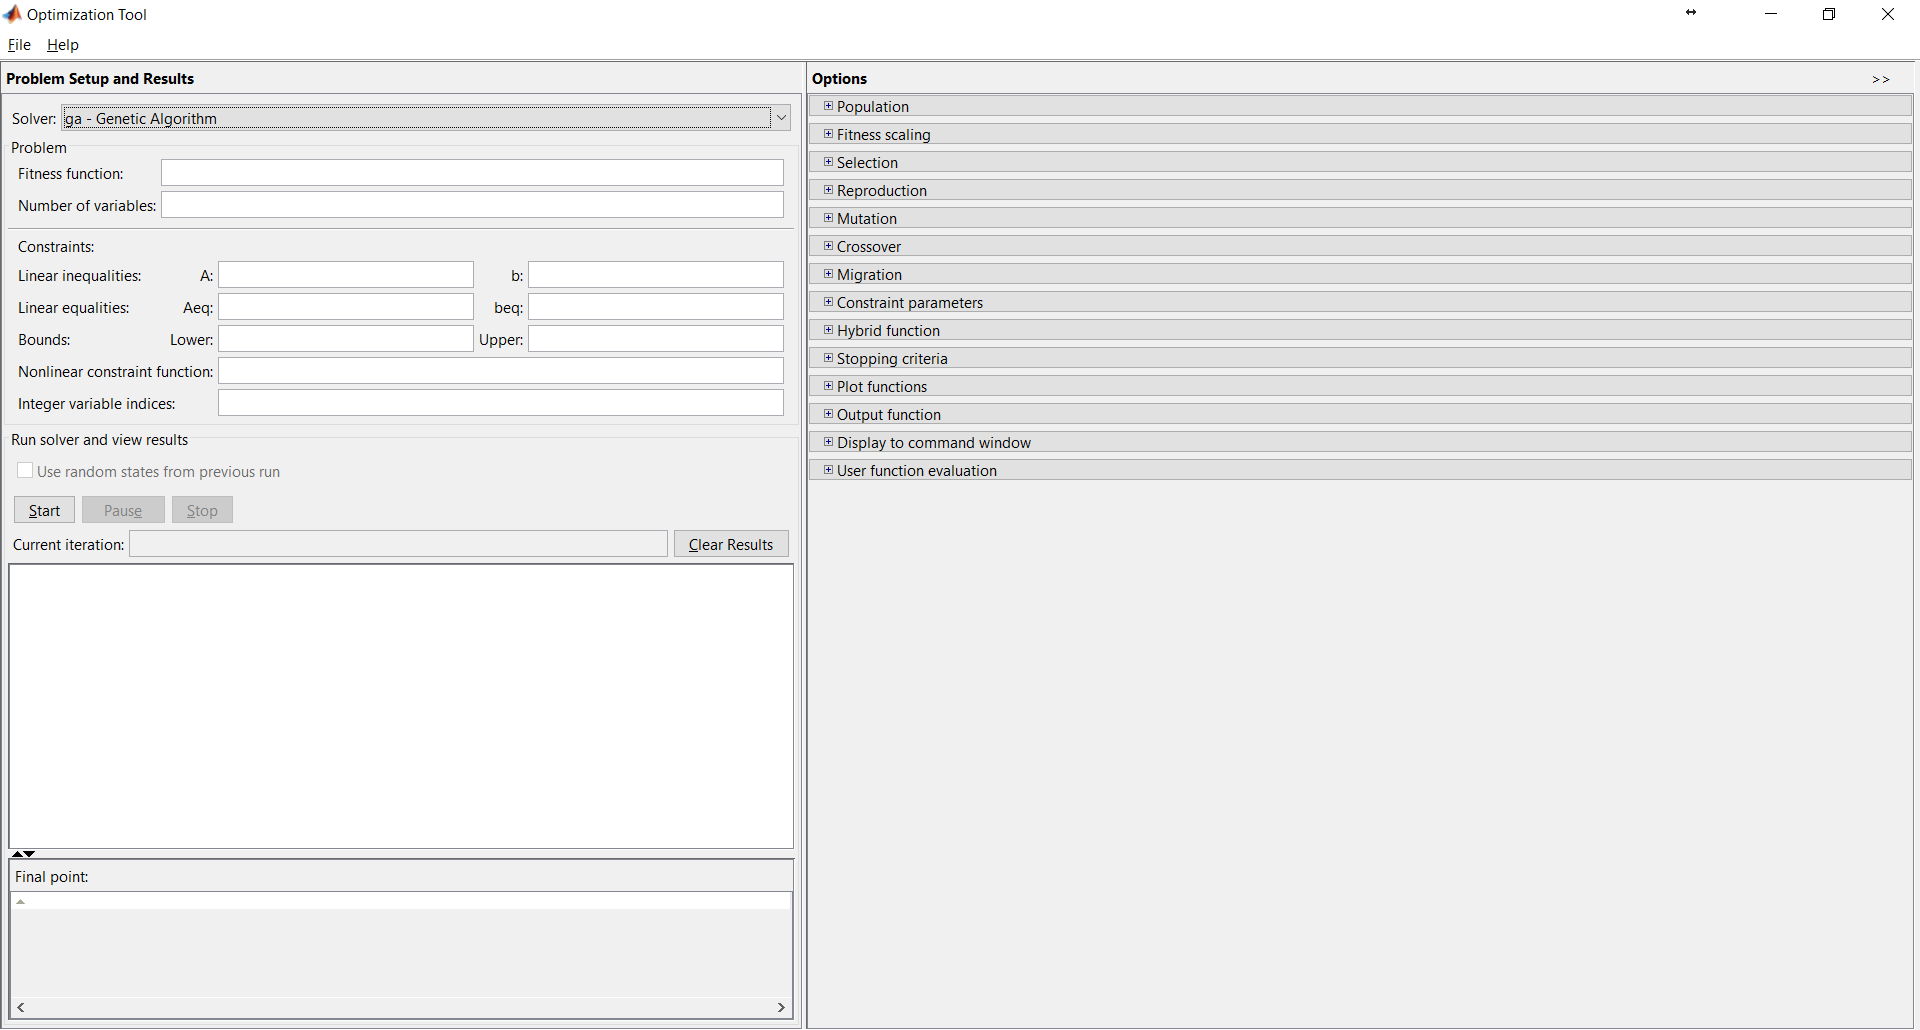 Optimization Tool
File Help
Problem Setup and Results
Solver: ga - Genetic Algorithm
Problem
Fitness function:
Number of variables:
Constraints:
Linear inequalities: A: b:
Linear equalities: Aeq: beq:
Bounds: Lower: Upper:
Nonlinear constraint function:
Integer variable indices:
Run solver and view results
Use random states from previous run
Start Pause Stop
Current iteration: Clear Results
Final point:
Options >>
Population
Fitness scaling
Selection
Reproduction
Mutation
Crossover
Migration
Constraint parameters
Hybrid function
Stopping criteria
Plot functions
Output function
Display to command window
User function evaluation